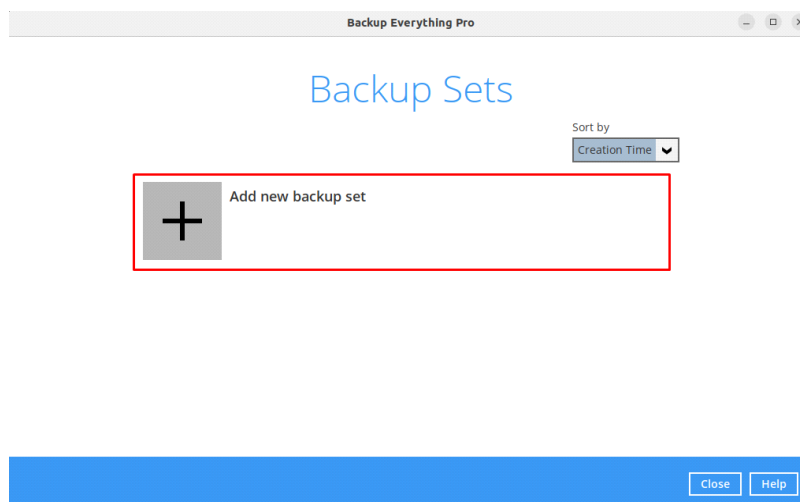 Backup Everything Pro
Backup Sets
Sort by
Creation Time
Add new backup set
Close Help